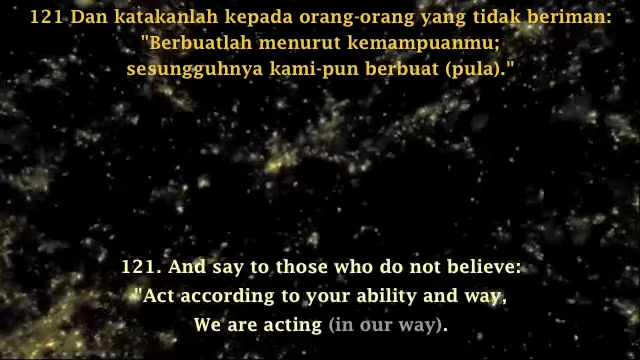 121 Dan katakanlah kepada orang-orang yang tidak beriman:
"Berbuatlah menurut kemampuanmu;
sesungguhnya kami-pun berbuat (pula)."
121. And say to those who do not believe:
"Act according to your ability and way,
We are acting (in our way).